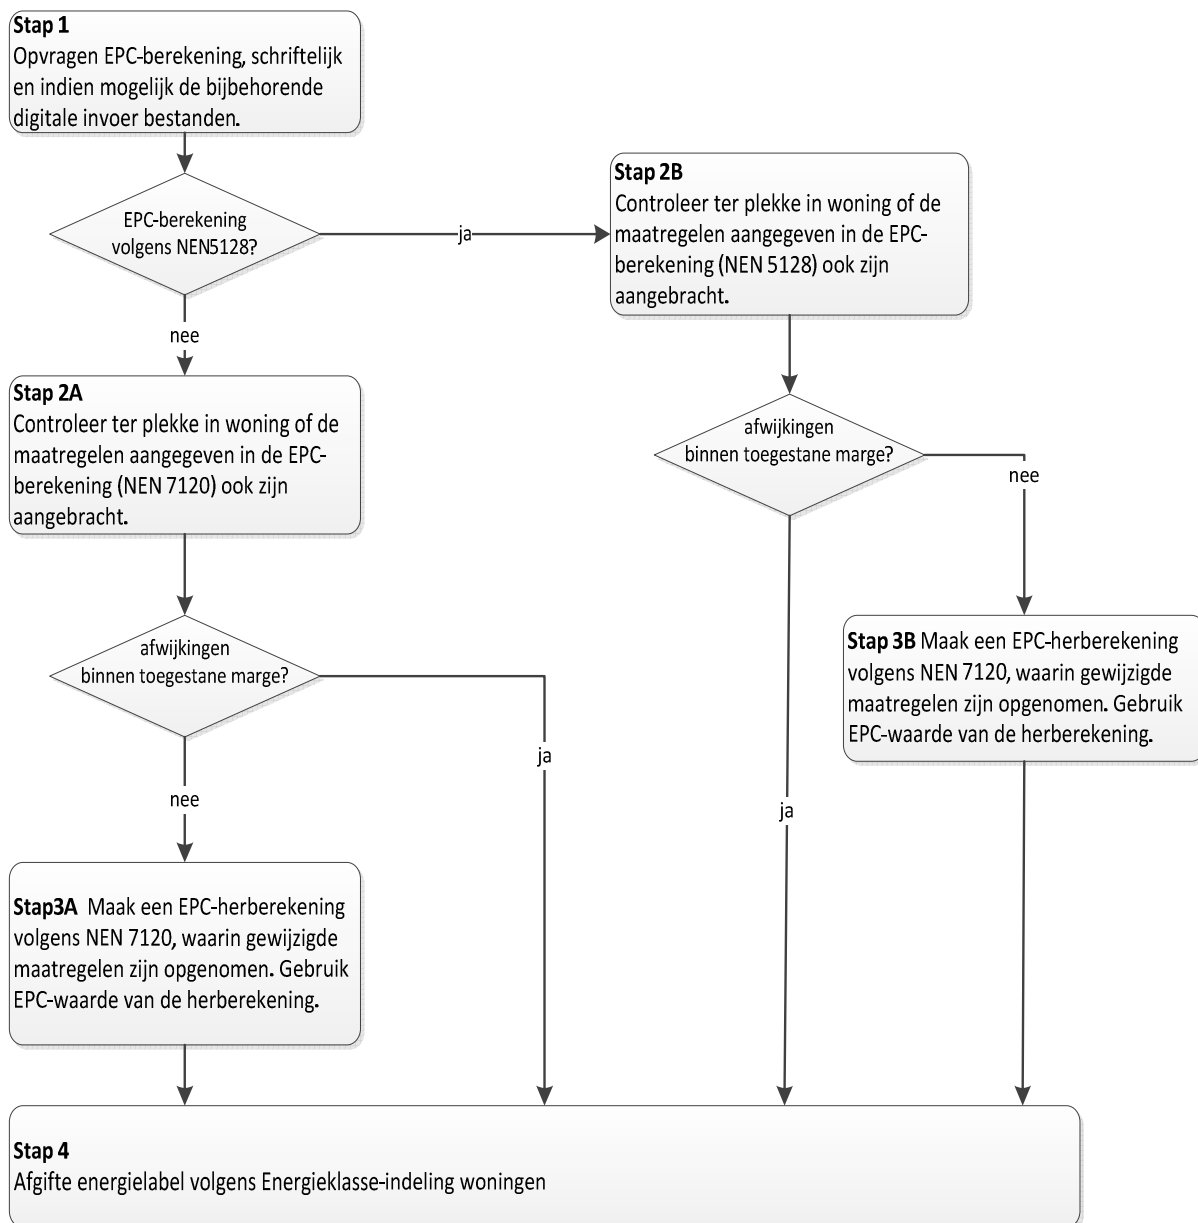 Stap 1
Opvragen EPC-berekening, schriftelijk
en indien mogelijk de bijbehorende
digitale invoer bestanden.
EPC-berekening
volgens NEN5128?
ja
nee
Stap 2B
Controleer ter plekke in woning of de
maatregelen aangegeven in de EPC-
berekening (NEN 5128) ook zijn
aangebracht.
Stap 2A
Controleer ter plekke in woning of de
maatregelen aangegeven in de EPC-
berekening (NEN 7120) ook zijn
aangebracht.
afwijkingen
binnen toegestane marge?
nee
ja
afwijkingen
binnen toegestane marge?
ja
nee
Stap 3B Maak een EPC-herberekening
volgens NEN 7120, waarin gewijzigde
maatregelen zijn opgenomen. Gebruik
EPC-waarde van de herberekening.
Stap3A Maak een EPC-herberekening
volgens NEN 7120, waarin gewijzigde
maatregelen zijn opgenomen. Gebruik
EPC-waarde van de herberekening.
Stap 4
Afgifte energielabel volgens Energieklasse-indeling woningen